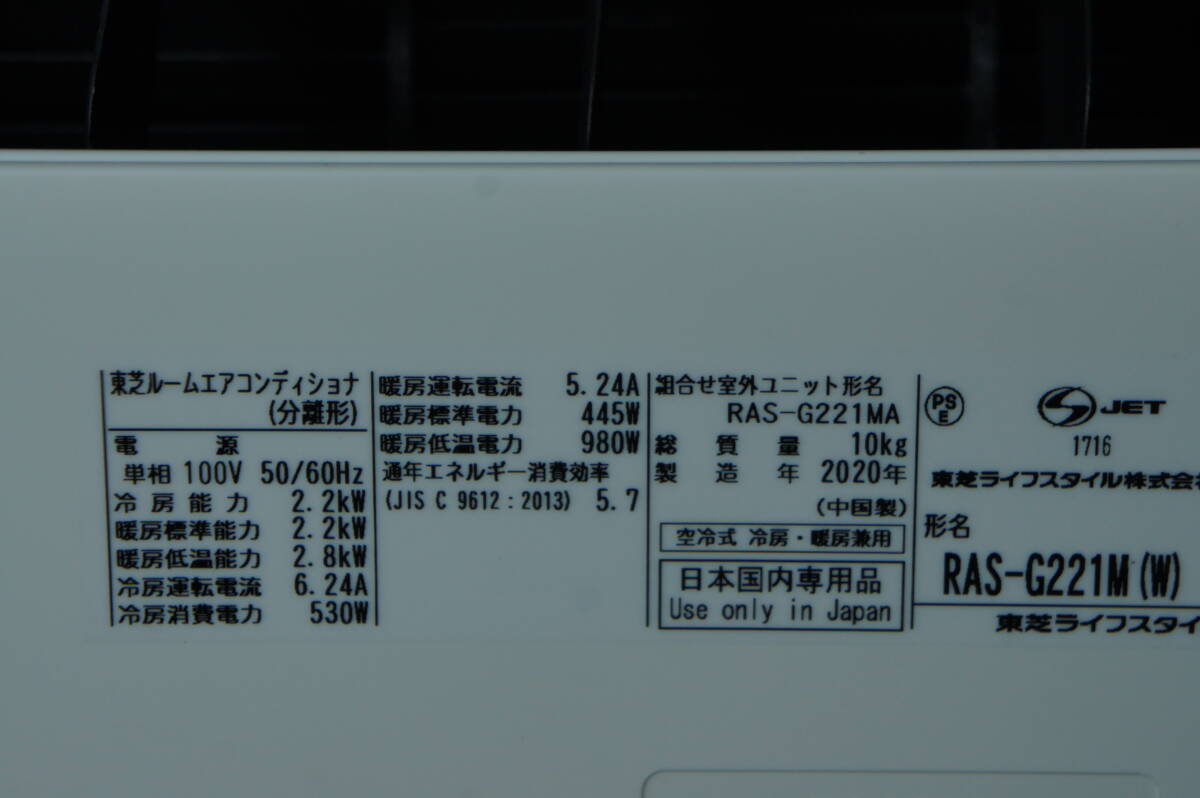 東芝ルームエアコンディショナ
(分離形)
電 源
単相 100V 50/60Hz
冷房能力 2.2kW
暖房標準能力 2.2kW
暖房低温能力 2.8kW
冷房運転電流 6.24A
冷房消費電力 530W
暖房運転電流 5.24A
暖房標準電力 445W
暖房低温電力 980W
通年エネルギー消費効率
(JIS C 9612:2013) 5.7
組合せ室外ユニット形名
RAS-G221MA
総質量 10kg
製造年 2020年
(中国製)
空冷式 冷房・暖房兼用
日本国内専用品
Use only in Japan
PS
E
JET
1716
東芝ライフスタイル株式会社
形名
RAS-G221M(W)
東芝ライフスタイ